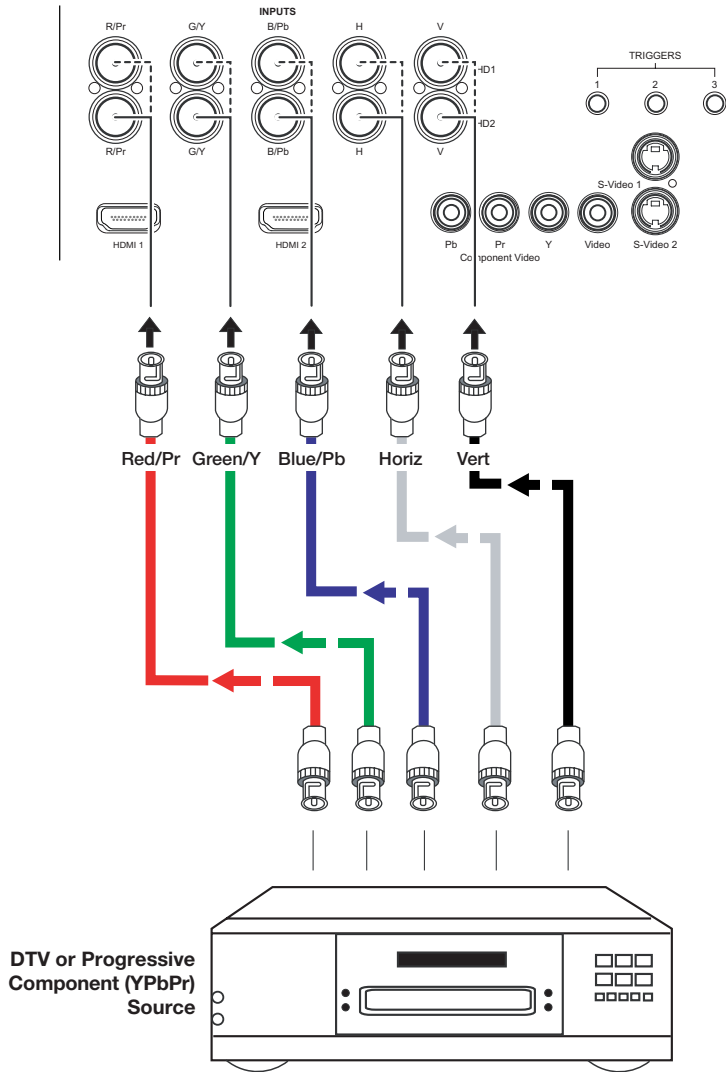 INPUTS
R/Pr G/Y B/Pb H V
HD1
HD2
R/Pr G/Y B/Pb H V
TRIGGERS
1 2 3
S-Video 1
HDMI 1 HDMI 2
Pb Pr Y Video S-Video 2
Component Video
Red/Pr Green/Y Blue/Pb Horiz Vert
DTV or Progressive
Component (YPbPr)
Source